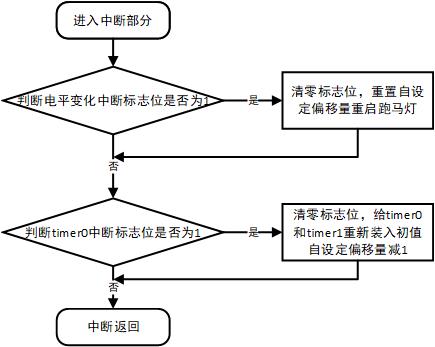 进入中断部分
判断电平变化中断标志位是否为1
是
清零标志位，重置自设
定偏移量重启跑马灯
否
判断timer0中断标志位是否为1
是
清零标志位，给timer0
和timer1重新装入初值
自设定偏移量减1
否
中断返回